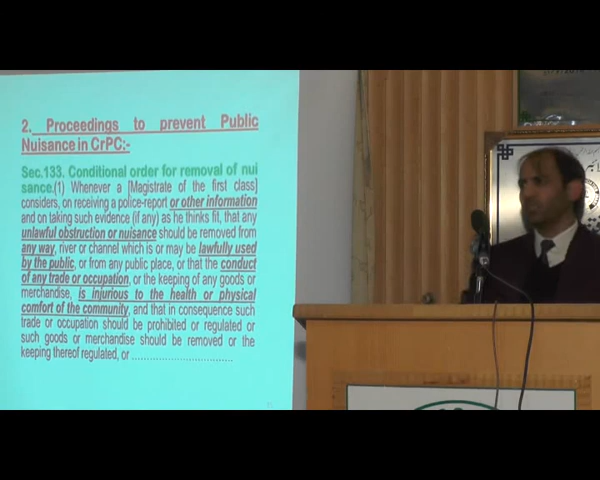 2. Proceedings to prevent Public
Nuisance in CrPC:-
Sec.133. Conditional order for removal of nui
sance.(1) Whenever a [Magistrate of the first class]
considers, on receiving a police-report or other information
and on taking such evidence (if any) as he thinks fit, that any
unlawful obstruction or nuisance should be removed from
any way, river or channel which is or may be lawfully used
by the public, or from any public place, or that the conduct
of any trade or occupation, or the keeping of any goods or
merchandise, is injurious to the health or physical
comfort of the community, and that in consequence such
trade or occupation should be prohibited or regulated or
such goods or merchandise should be removed or the
keeping thereof regulated, or ……………………………